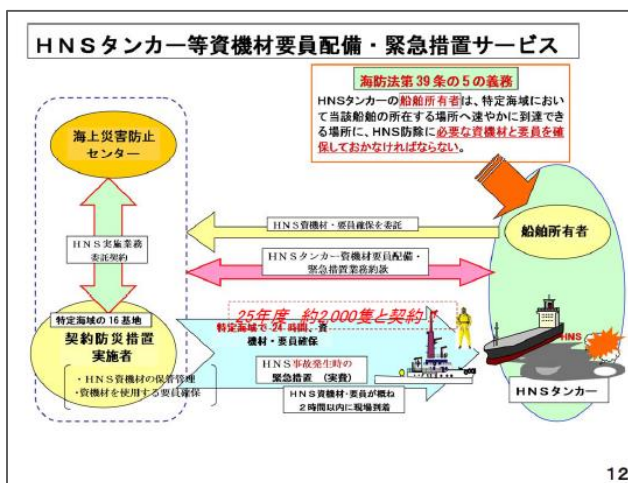 HNSタンカー等資機材要員配備・緊急措置サービス
海防法第39条の5の義務
HNSタンカーの船舶所有者は、特定海域において
当該船舶の所在する場所へ速やかに到達でき
る場所に、HNS防除に必要な資機材と要員を確
保しておかなければならない。
海上災害防止
センター
HNS資機材・要員確保を委託
船舶所有者
HNS実施業務
委託契約
HNSタンカー資機材要員配備・
緊急措置業務約款
特定海域の16基地
契約防災措置
実施者
・HNS資機材の保管管理
・資機材を使用する要員確保
25年度 約2,000隻と契約!
特定海域で24時間、資
機材・要員確保
HNS事故発生時の
緊急措置 (実費)
HNS資機材・要員が概ね
2時間以内に現場到着
HNS
HNSタンカー
12